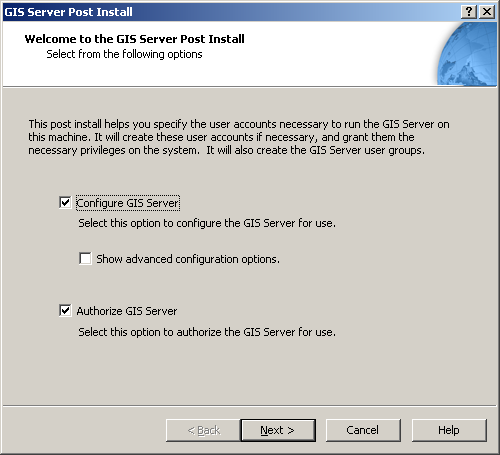 GIS Server Post Install
Welcome to the GIS Server Post Install
Select from the following options
This post install helps you specify the user accounts necessary to run the GIS Server on
this machine. It will create these user accounts if necessary, and grant them the
necessary privileges on the system.  It will also create the GIS Server user groups.
Configure GIS Server
Select this option to configure the GIS Server for use.
Show advanced configuration options.
Authorize GIS Server
Select this option to authorize the GIS Server for use.
< Back
Next >
Cancel
Help